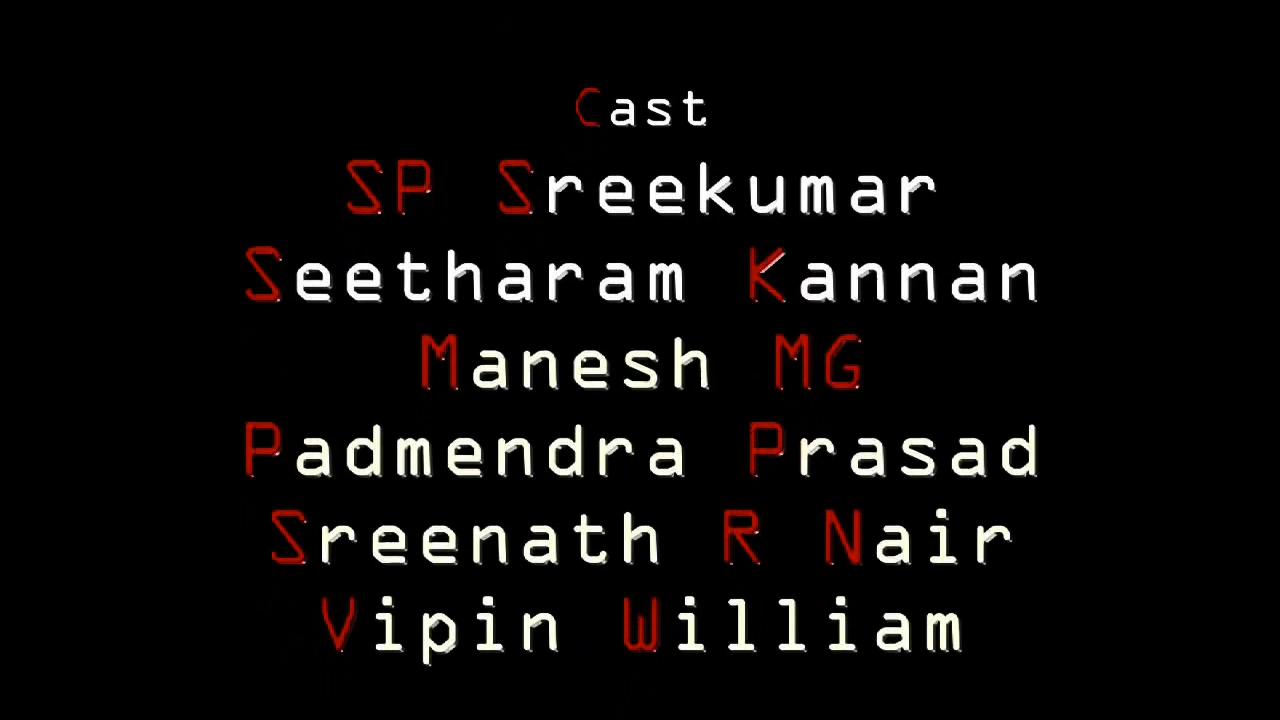 Cast
SP Sreekumar
Seetharam Kannan
Manesh MG
Padmendra Prasad
Sreenath R Nair
Vipin William